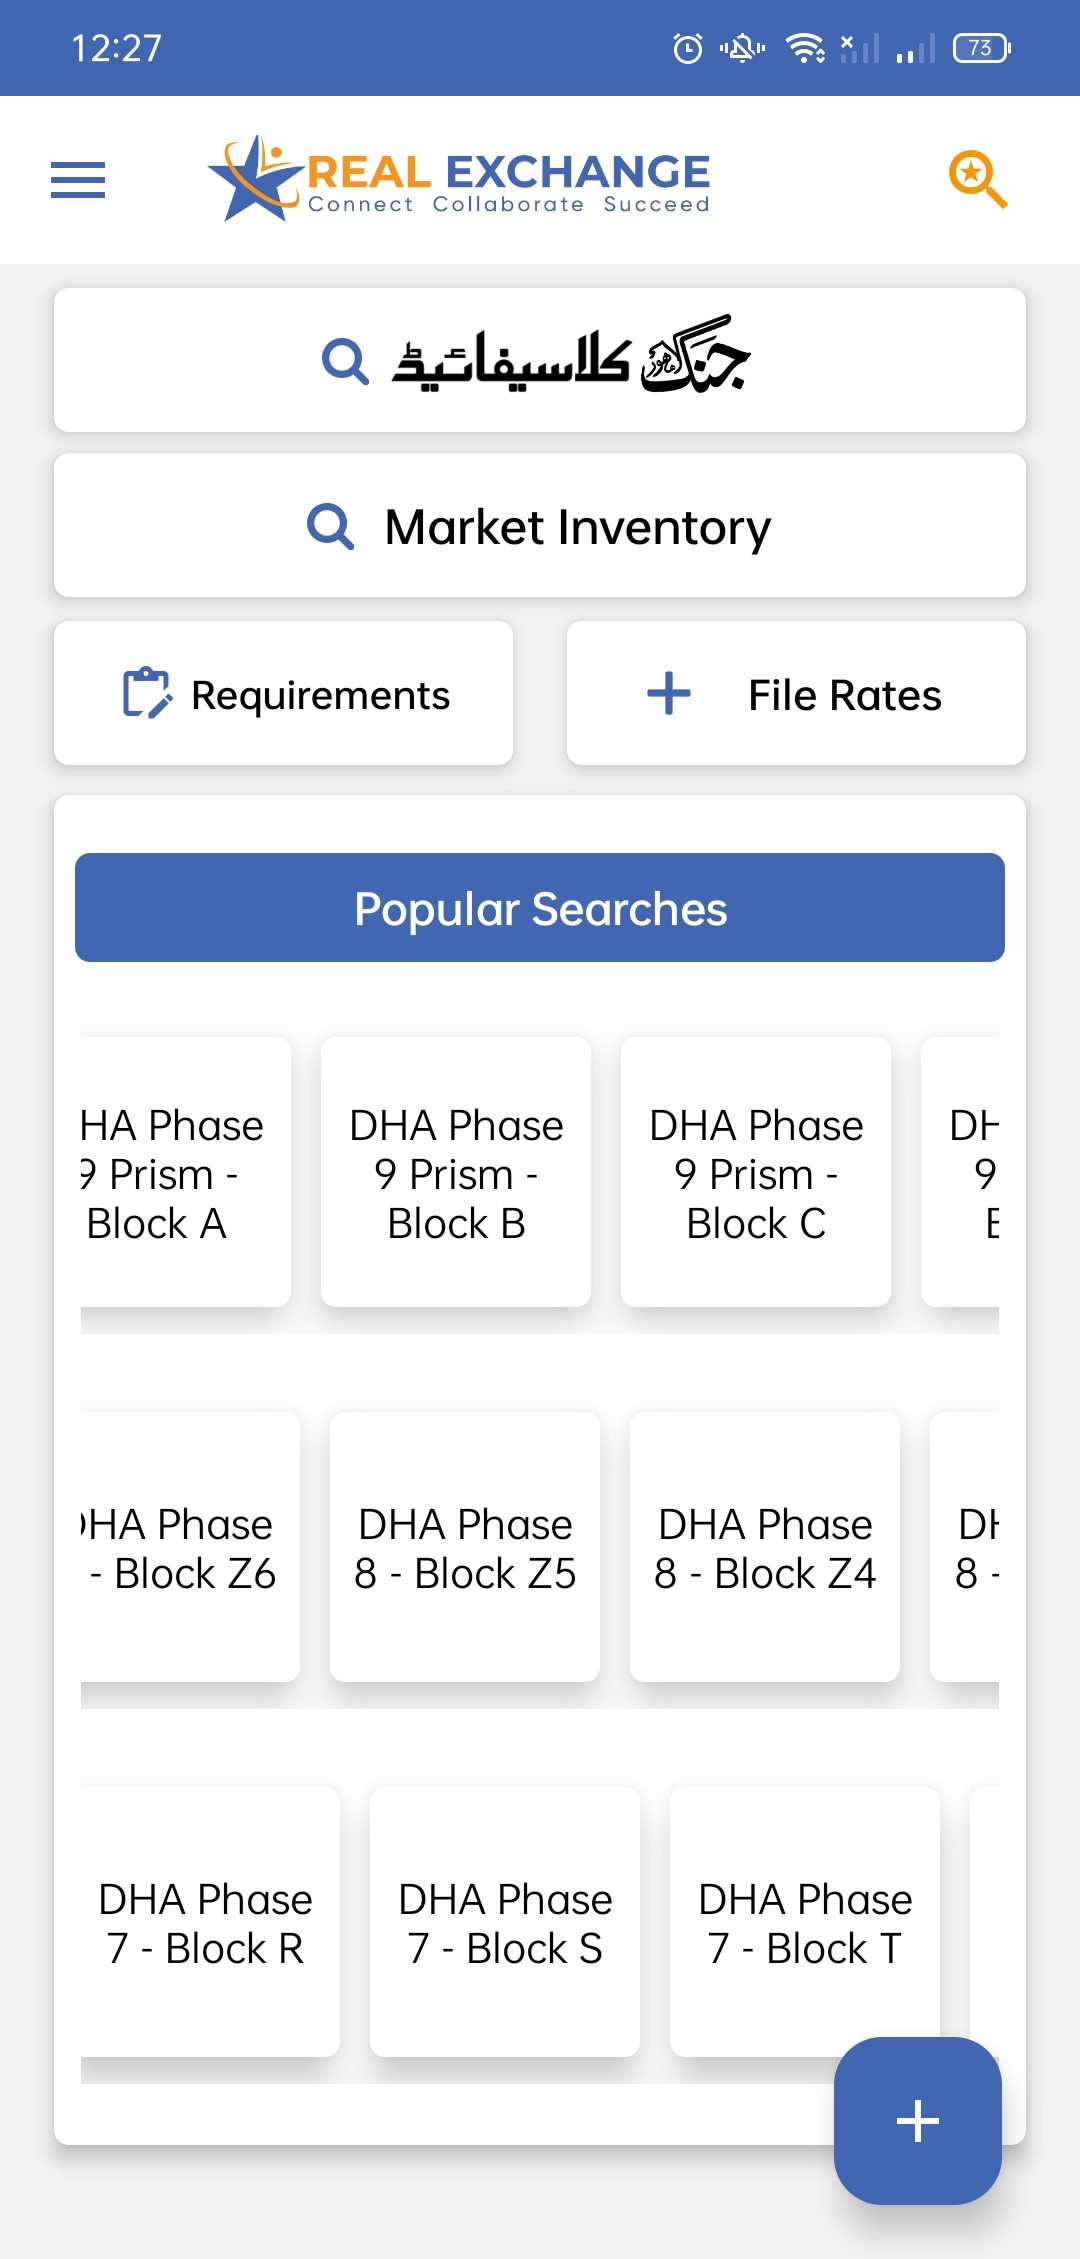 12:27
73
REAL EXCHANGE
Connect Collaborate Succeed
جنگ لاہور کلاسیفائیڈ
Market Inventory
Requirements
File Rates
Popular Searches
HA Phase
9 Prism -
Block A
DHA Phase
9 Prism -
Block B
DHA Phase
9 Prism -
Block C
DH
9
HA Phase
- Block Z6
DHA Phase
8 - Block Z5
DHA Phase
8 - Block Z4
DH
8 -
DHA Phase
7 - Block R
DHA Phase
7 - Block S
DHA Phase
7 - Block T